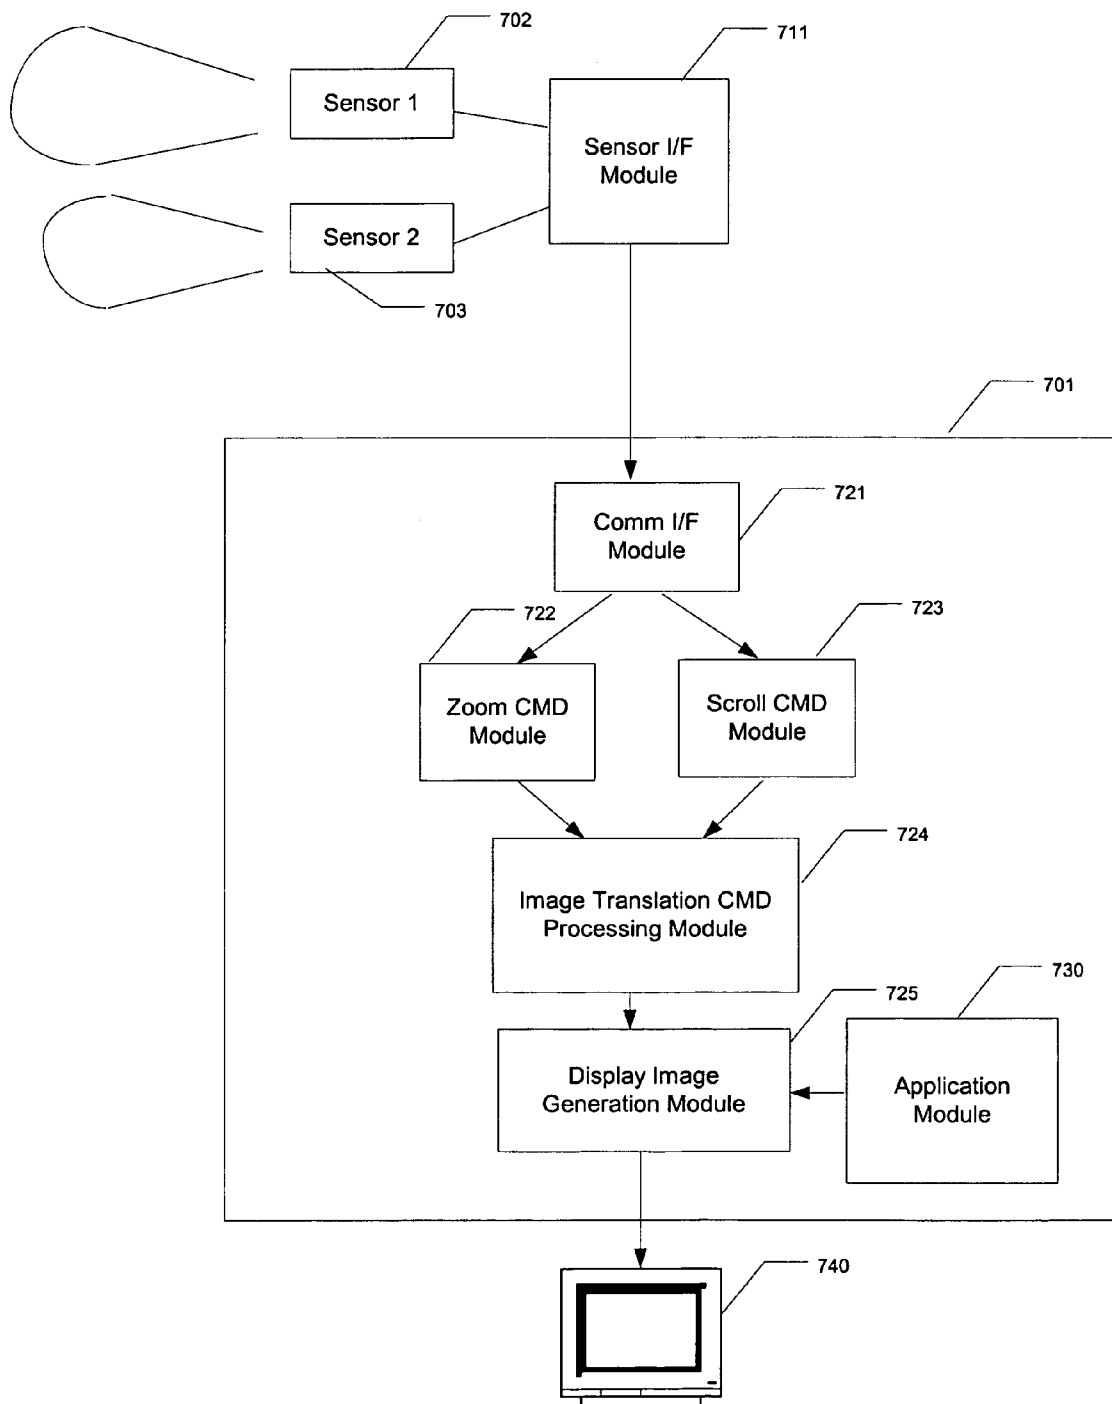 702
711
Sensor 1
Sensor I/F
Module
Sensor 2
703
701
721
Comm I/F
Module
722
723
Zoom CMD
Module
Scroll CMD
Module
724
Image Translation CMD
Processing Module
730
725
Display Image
Generation Module
Application
Module
740